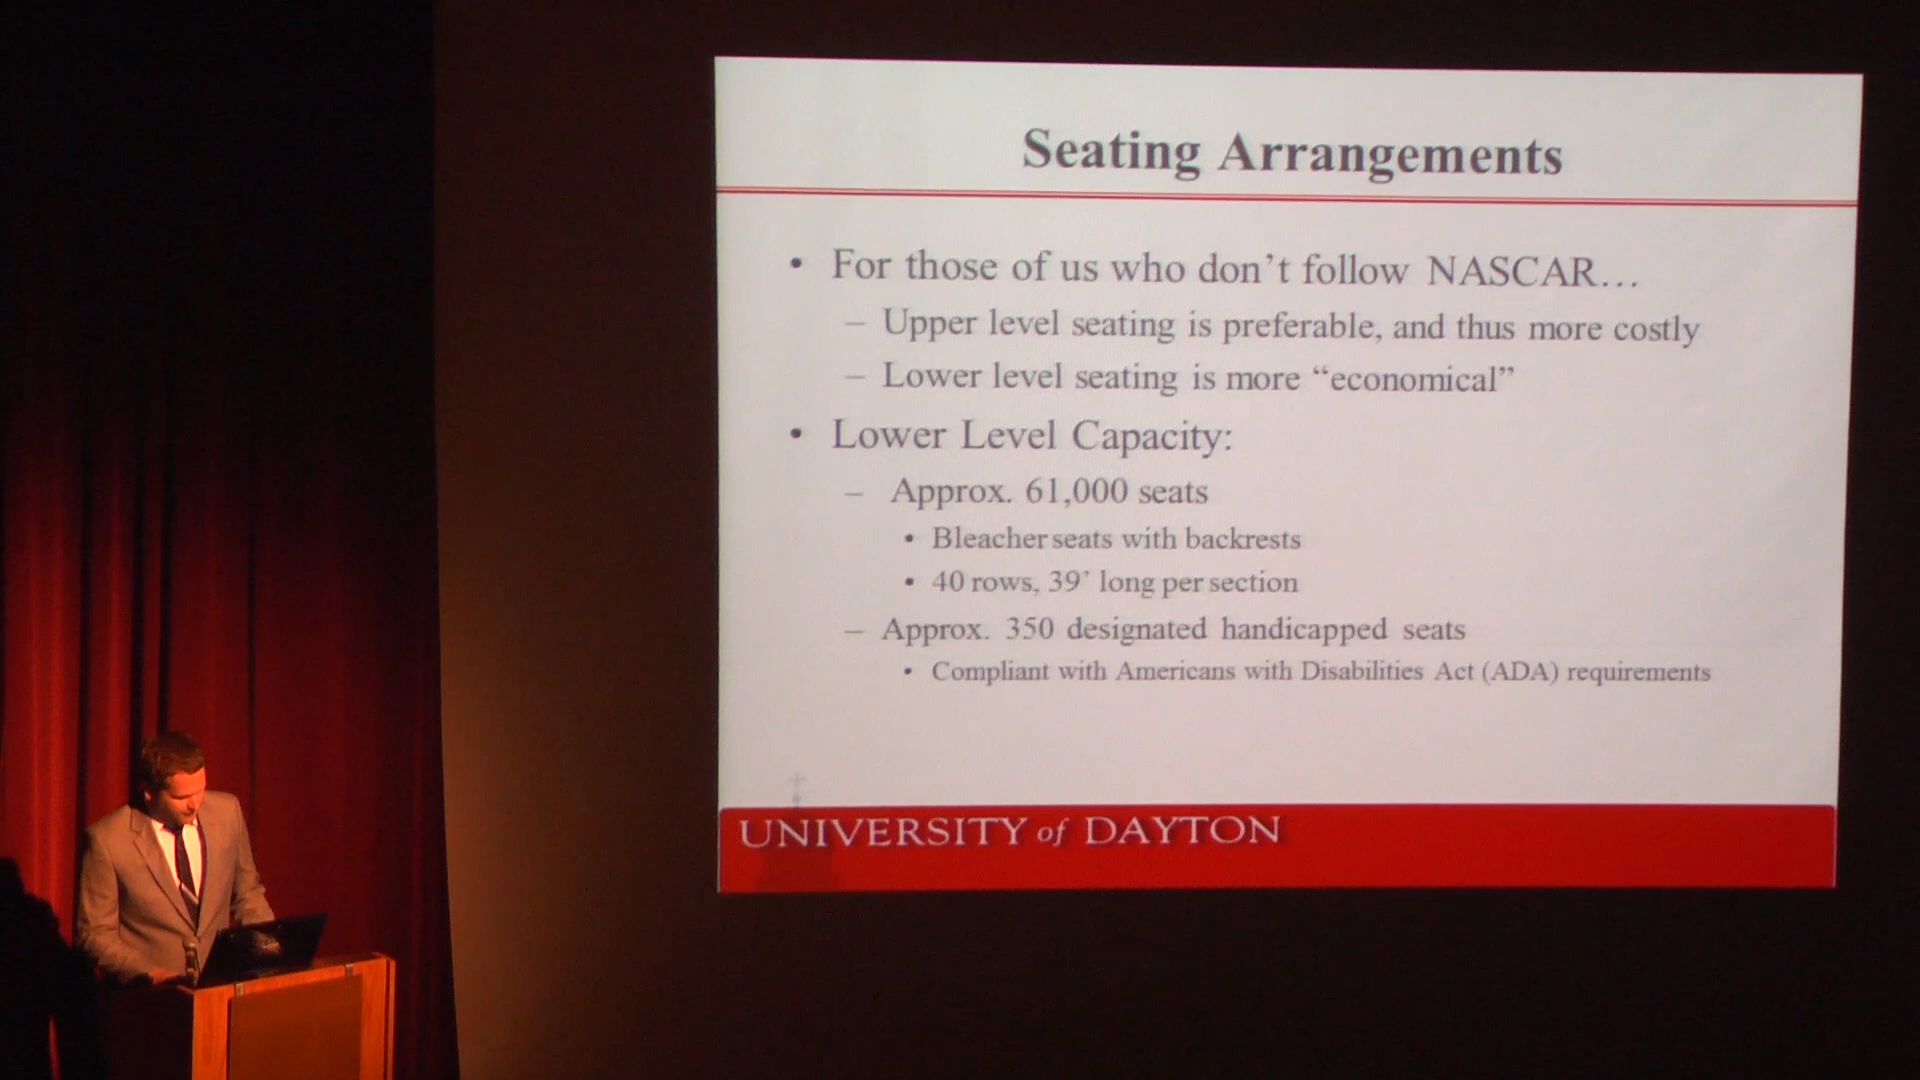 Seating Arrangements
• For those of us who don't follow NASCAR…
– Upper level seating is preferable, and thus more costly
– Lower level seating is more “economical”
• Lower Level Capacity:
– Approx. 61,000 seats
• Bleacher seats with backrests
• 40 rows, 39' long per section
– Approx. 350 designated handicapped seats
• Compliant with Americans with Disabilities Act (ADA) requirements
UNIVERSITY of DAYTON